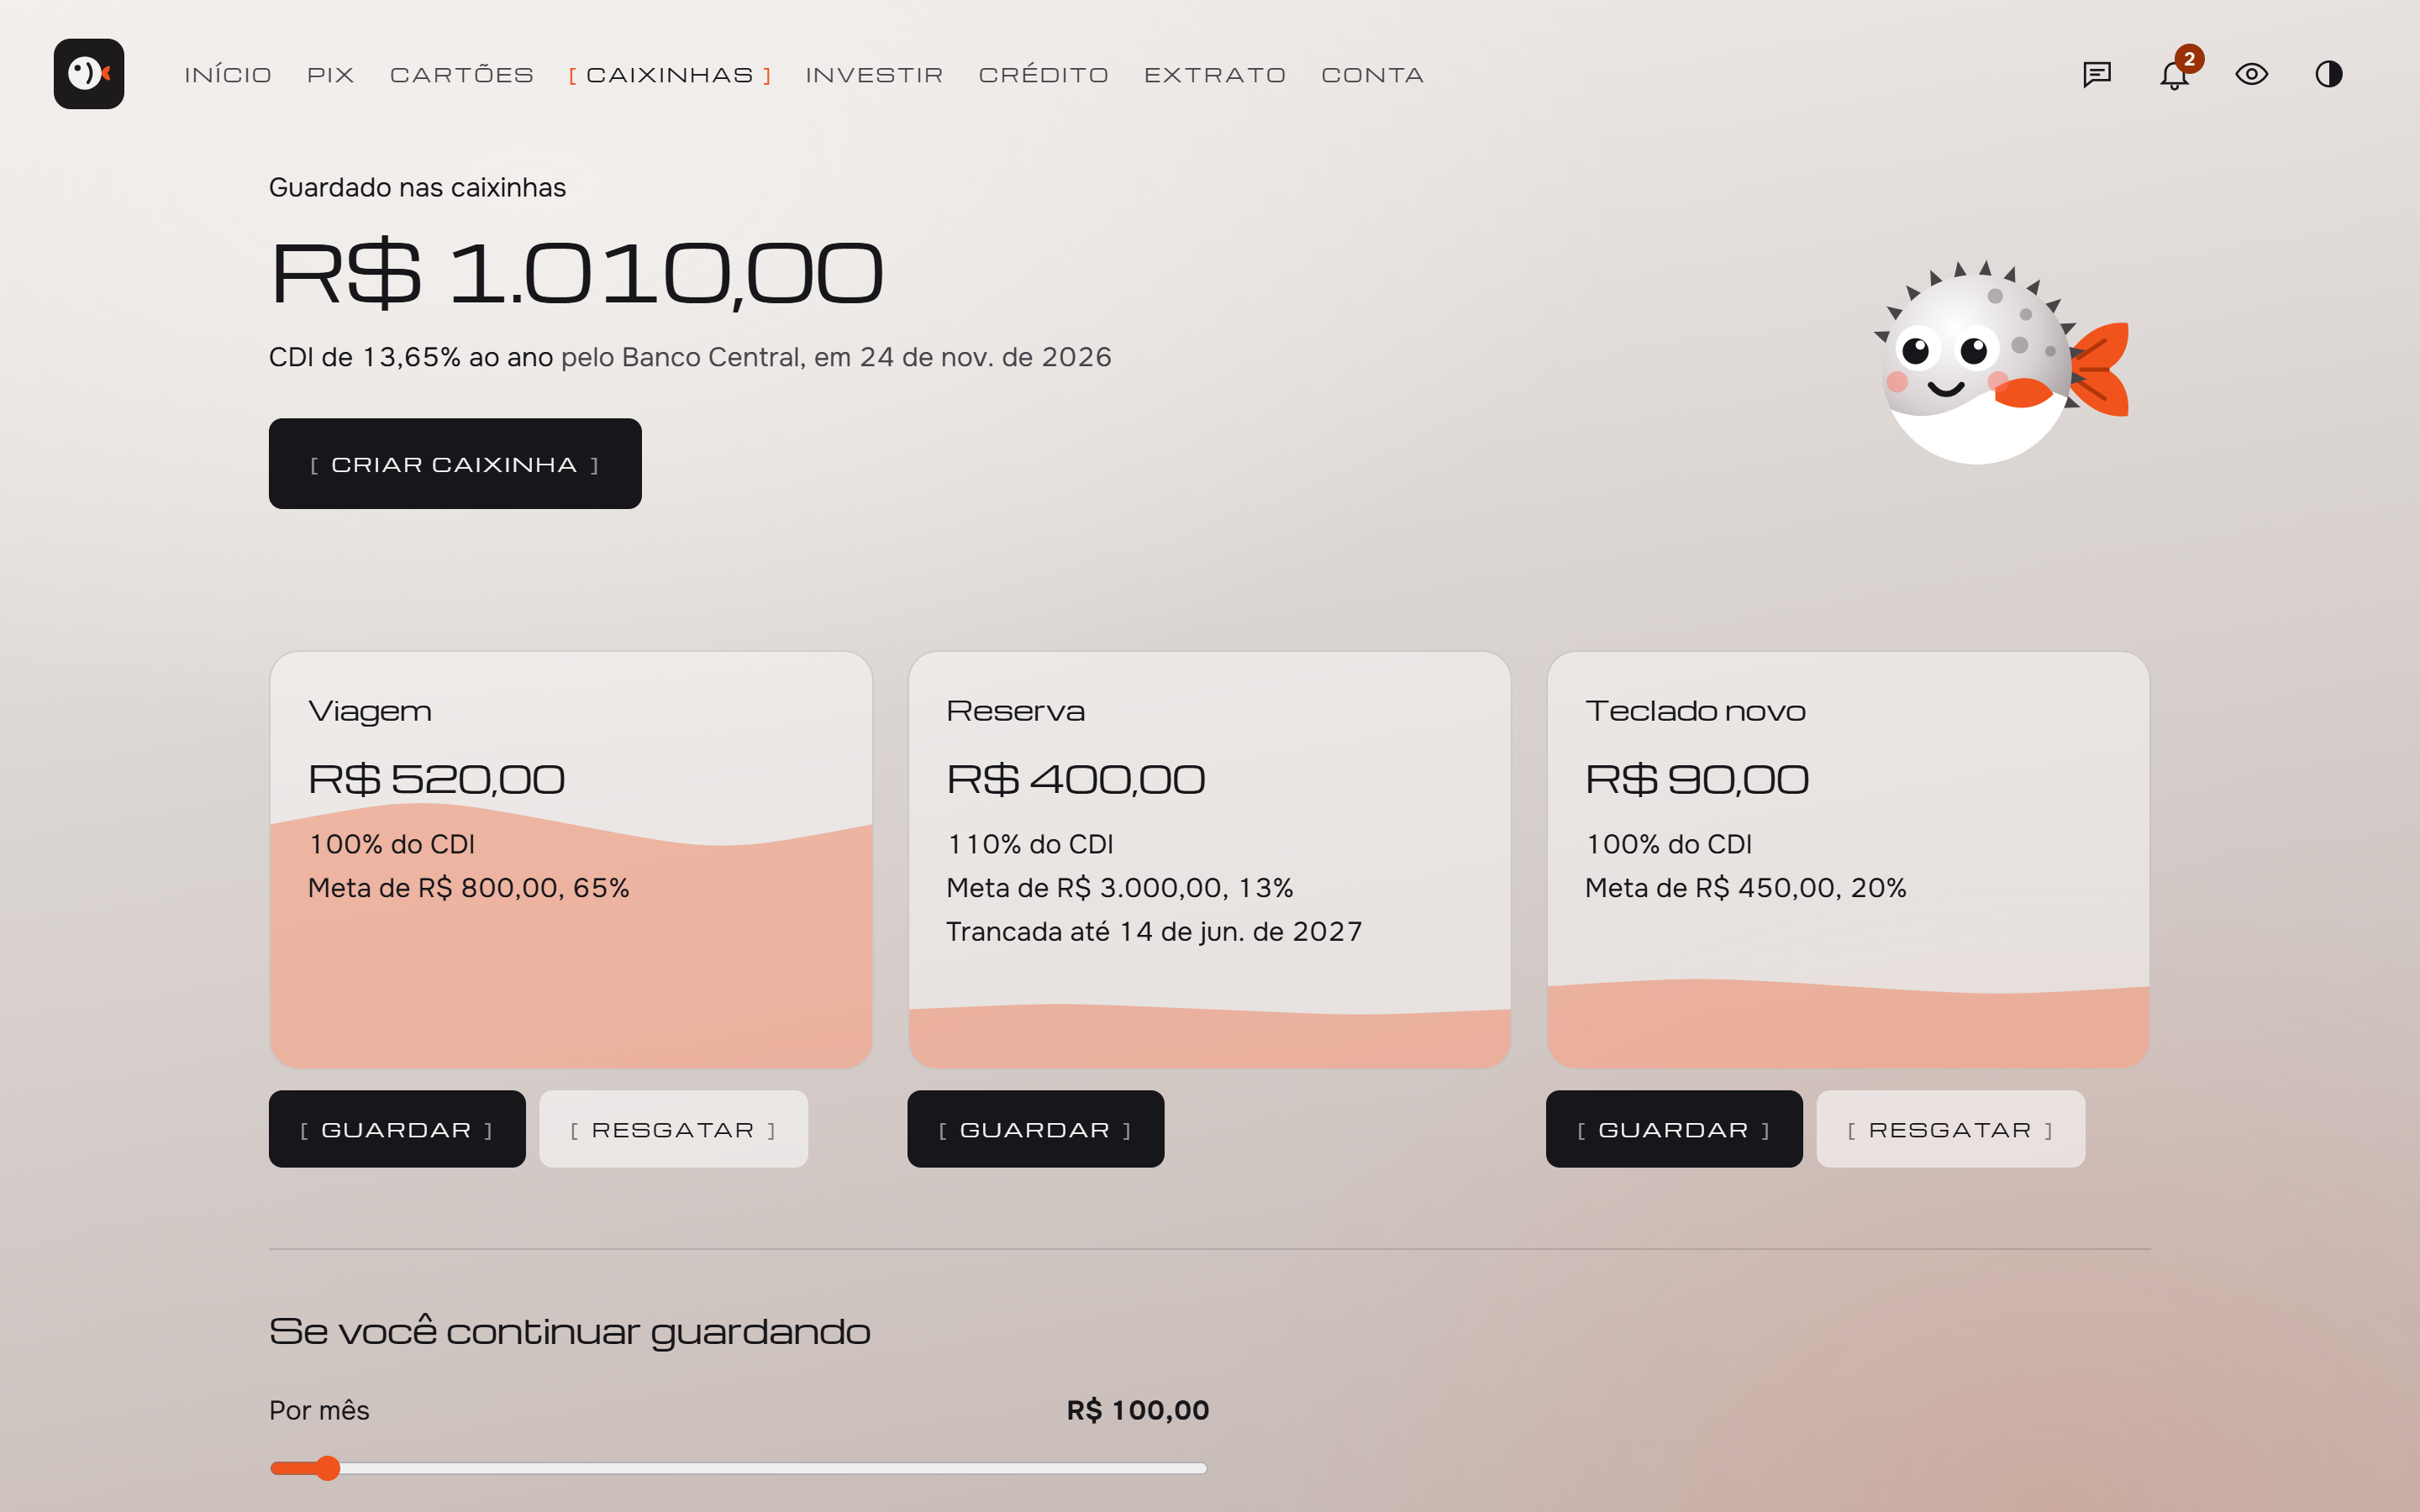 INÍCIO PIX CARTÕES [ CAIXINHAS ] INVESTIR CRÉDITO EXTRATO CONTA
2
Guardado nas caixinhas
R$ 1.010,00
CDI de 13,65% ao ano pelo Banco Central, em 24 de nov. de 2026
[ CRIAR CAIXINHA ]
Viagem
R$ 520,00
100% do CDI
Meta de R$ 800,00, 65%
[ GUARDAR ] [ RESGATAR ]
Reserva
R$ 400,00
110% do CDI
Meta de R$ 3.000,00, 13%
Trancada até 14 de jun. de 2027
[ GUARDAR ]
Teclado novo
R$ 90,00
100% do CDI
Meta de R$ 450,00, 20%
[ GUARDAR ] [ RESGATAR ]
Se você continuar guardando
Por mês R$ 100,00